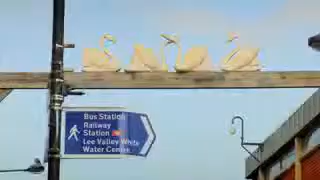 Bus Station
Railway
Station
Lee Valley White
Water Centre